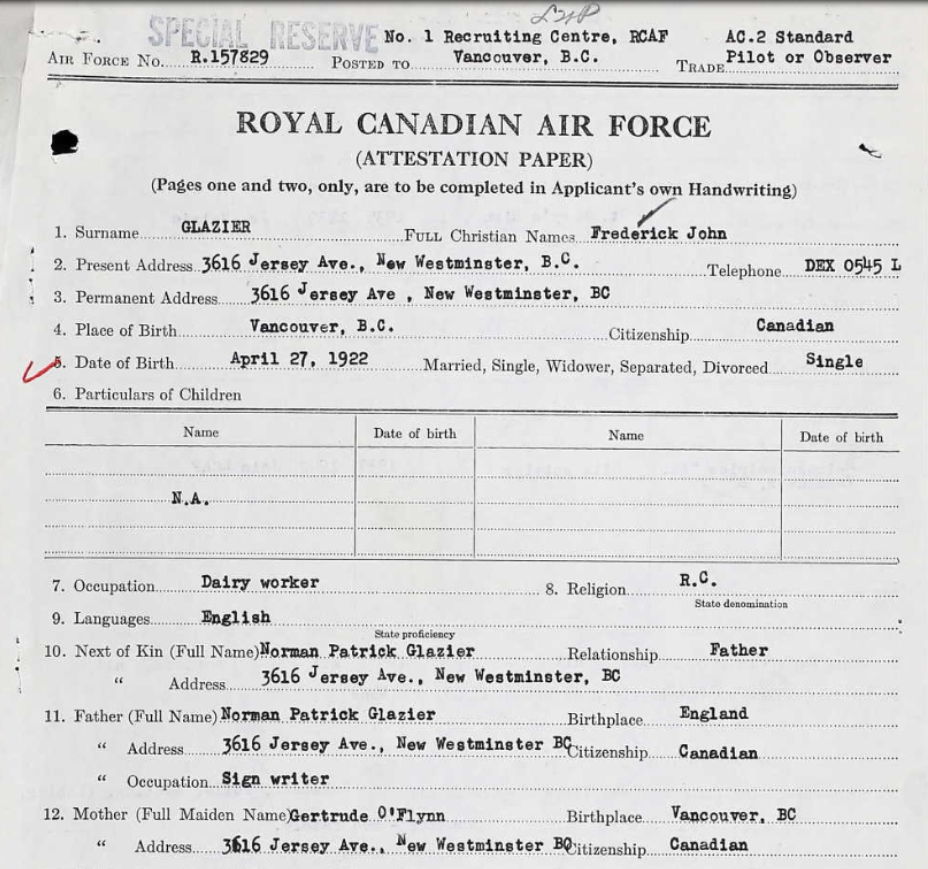 SPECIAL RESERVE No. 1 Recruiting Centre, RCAF AC.2 Standard
AIR FORCE NO. R.157829 POSTED TO Vancouver, B.C. TRADE Pilot or Observer
ROYAL CANADIAN AIR FORCE
(ATTESTATION PAPER)
(Pages one and two, only, are to be completed in Applicant's own Handwriting)
1. Surname GLAZIER FULL Christian Names Frederick John
2. Present Address 3616 Jersey Ave., New Westminster, B.C. Telephone DEX 0545 L
3. Permanent Address 3616 Jersey Ave , New Westminster, BC
4. Place of Birth Vancouver, B.C. Citizenship Canadian
5. Date of Birth April 27, 1922 Married, Single, Widower, Separated, Divorced Single
6. Particulars of Children
Name Date of birth Name Date of birth
N.A.
7. Occupation Dairy worker 8. Religion R.C.
State denomination
9. Languages English
State proficiency
10. Next of Kin (Full Name) Norman Patrick Glazier Relationship Father
" Address 3616 Jersey Ave., New Westminster, BC
11. Father (Full Name) Norman Patrick Glazier Birthplace England
" Address 3616 Jersey Ave., New Westminster BC Citizenship Canadian
" Occupation Sign writer
12. Mother (Full Maiden Name) Gertrude O'Flynn Birthplace Vancouver, BC
" Address 3616 Jersey Ave., New Westminster BC Citizenship Canadian